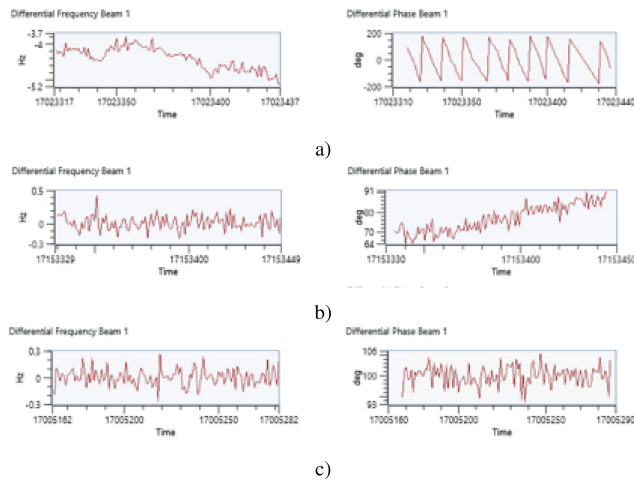 Differential Frequency Beam 1
-3.7
-4
Hz
-5.2
17023317 17023350 17023400 17023437
Time
Differential Phase Beam 1
200
0
deg
-200
17023310 17023350 17023400 17023440
Time
a)
Differential Frequency Beam 1
0.5
Hz
0
-0.3
17153329 17153400 17153449
Time
Differential Phase Beam 1
91
80
deg
70
64
17153330 17153400 17153450
Time
b)
Differential Frequency Beam 1
0.3
Hz
0
-0.3
17005162 17005200 17005250 17005282
Time
Differential Phase Beam 1
106
deg
100
93
17005160 17005200 17005250 17005290
Time
c)